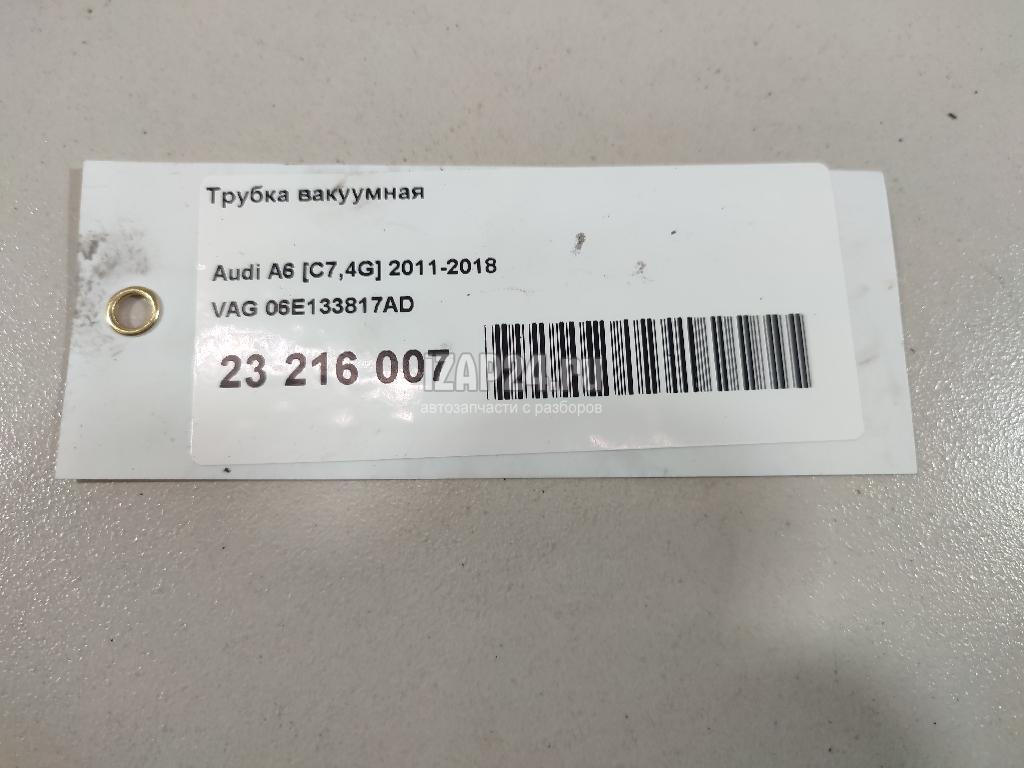 Трубка вакуумная
Audi A6 [C7,4G] 2011-2018
VAG 06E133817AD
23 216 007
IZAP24.RU
автозапчасти с разборов